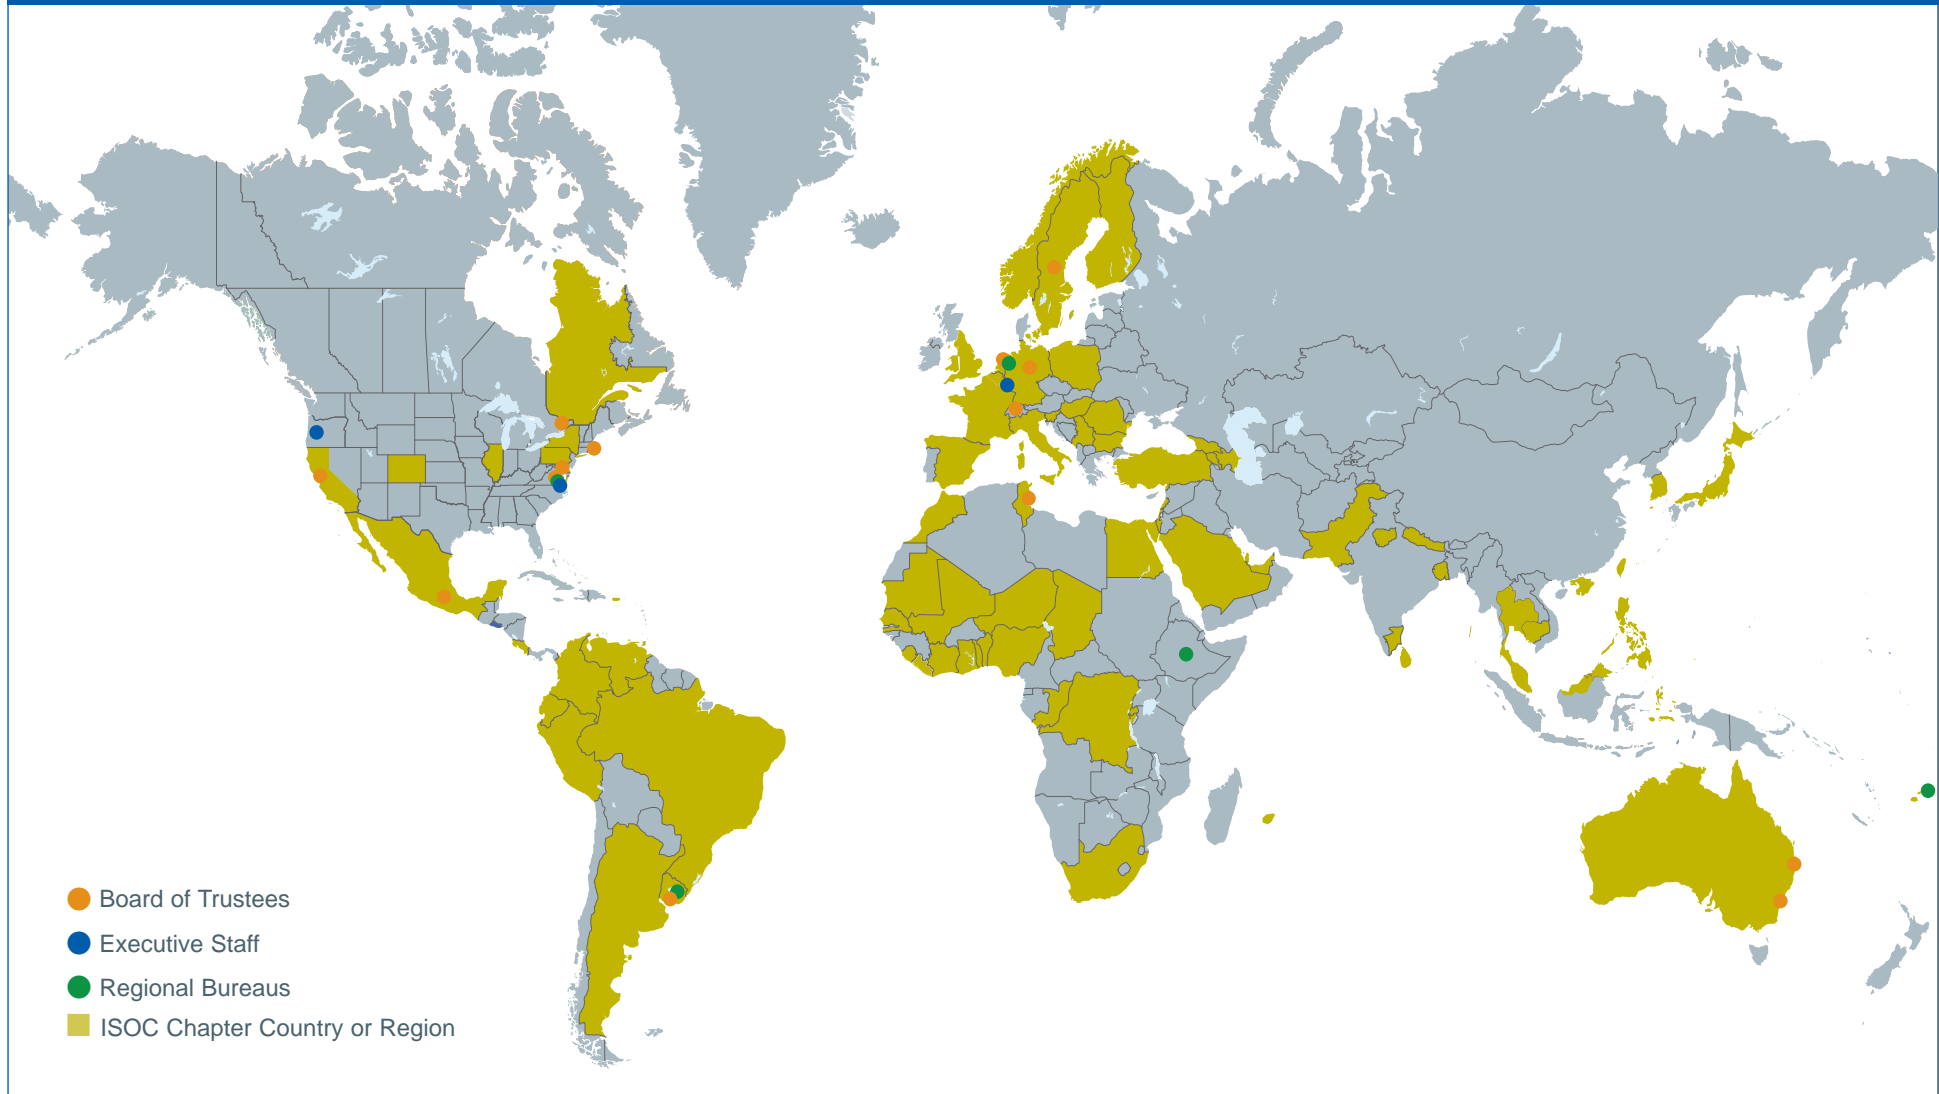 Board of Trustees
Executive Staff
Regional Bureaus
ISOC Chapter Country or Region